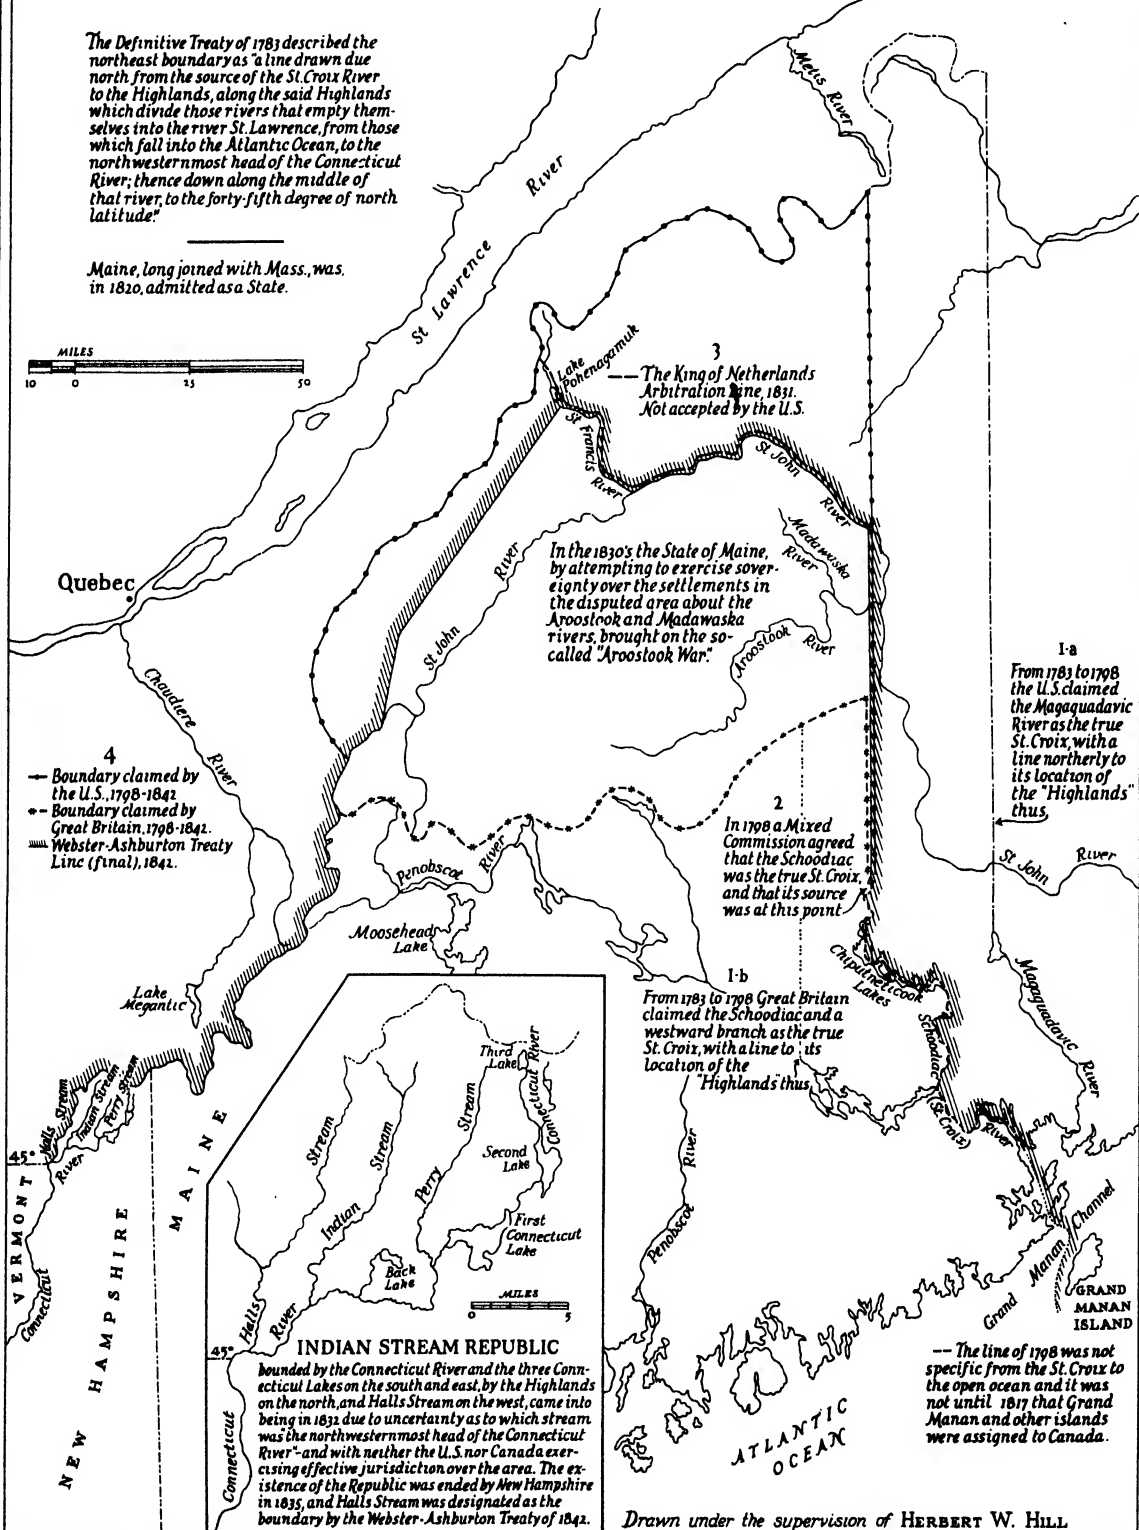 The Definitive Treaty of 1783 described the
northeast boundary as "a line drawn due
north from the source of the St. Croix River
to the Highlands, along the said Highlands
which divide those rivers that empty them-
selves into the river St. Lawrence, from those
which fall into the Atlantic Ocean, to the
northwesternmost head of the Connecticut
River; thence down along the middle of
that river, to the forty-fifth degree of north
latitude."
Maine, long joined with Mass., was,
in 1820, admitted as a State.
MILES
10 0 25 50
Metis River
St Lawrence River
Lake
Pohenagamuk
3
— The King of Netherlands
Arbitration Line, 1831.
Not accepted by the U.S.
St Francis River
St John River
Madawaska
River
In the 1830's the State of Maine,
by attempting to exercise sover-
eignty over the settlements in
the disputed area about the
Aroostook and Madawaska
rivers, brought on the so-
called "Aroostook War."
Quebec
St John River
Aroostook River
Chaudiere River
1-a
From 1783 to 1798
the U.S. claimed
the Magaquadavic
River as the true
St. Croix, with a
line northerly to
its location of
the "Highlands"
thus,
4
Boundary claimed by
the U.S., 1798-1842
Boundary claimed by
Great Britain, 1798-1842.
Webster-Ashburton Treaty
Line (final), 1842.
2
In 1798 a Mixed
Commission agreed
that the Schoodiac
was the true St. Croix,
and that its source
was at this point
St John River
Penobscot River
Moosehead
Lake
Chiputneticook
Lakes
Lake
Megantic
1-b
From 1783 to 1798 Great Britain
claimed the Schoodiac and a
westward branch as the true
St. Croix, with a line to its
location of the
"Highlands" thus
Schoodiac
(St. Croix) River
Magaquadavic River
Halls Stream
Indian Stream
Perry Stream
45°
River
Connecticut
VERMONT
NEW HAMPSHIRE
MAINE
Third
Lake
Connecticut River
Stream
Stream
Stream
Second
Lake
Perry
Indian
First
Connecticut
Lake
Back
Lake
Halls
River
MILES
0 5
45°
Connecticut
INDIAN STREAM REPUBLIC
bounded by the Connecticut River and the three Conn-
ecticut Lakes on the south and east, by the Highlands
on the north, and Halls Stream on the west, came into
being in 1832 due to uncertainty as to which stream
was the northwesternmost head of the Connecticut
River"-and with neither the U.S. nor Canada exer-
cising effective jurisdiction over the area. The ex-
istence of the Republic was ended by New Hampshire
in 1835, and Halls Stream was designated as the
boundary by the Webster-Ashburton Treaty of 1842.
Penobscot River
Grand Manan Channel
GRAND
MANAN
ISLAND
— The line of 1798 was not
specific from the St. Croix to
the open ocean and it was
not until 1817 that Grand
Manan and other islands
were assigned to Canada.
ATLANTIC
OCEAN
Drawn under the supervision of HERBERT W. HILL